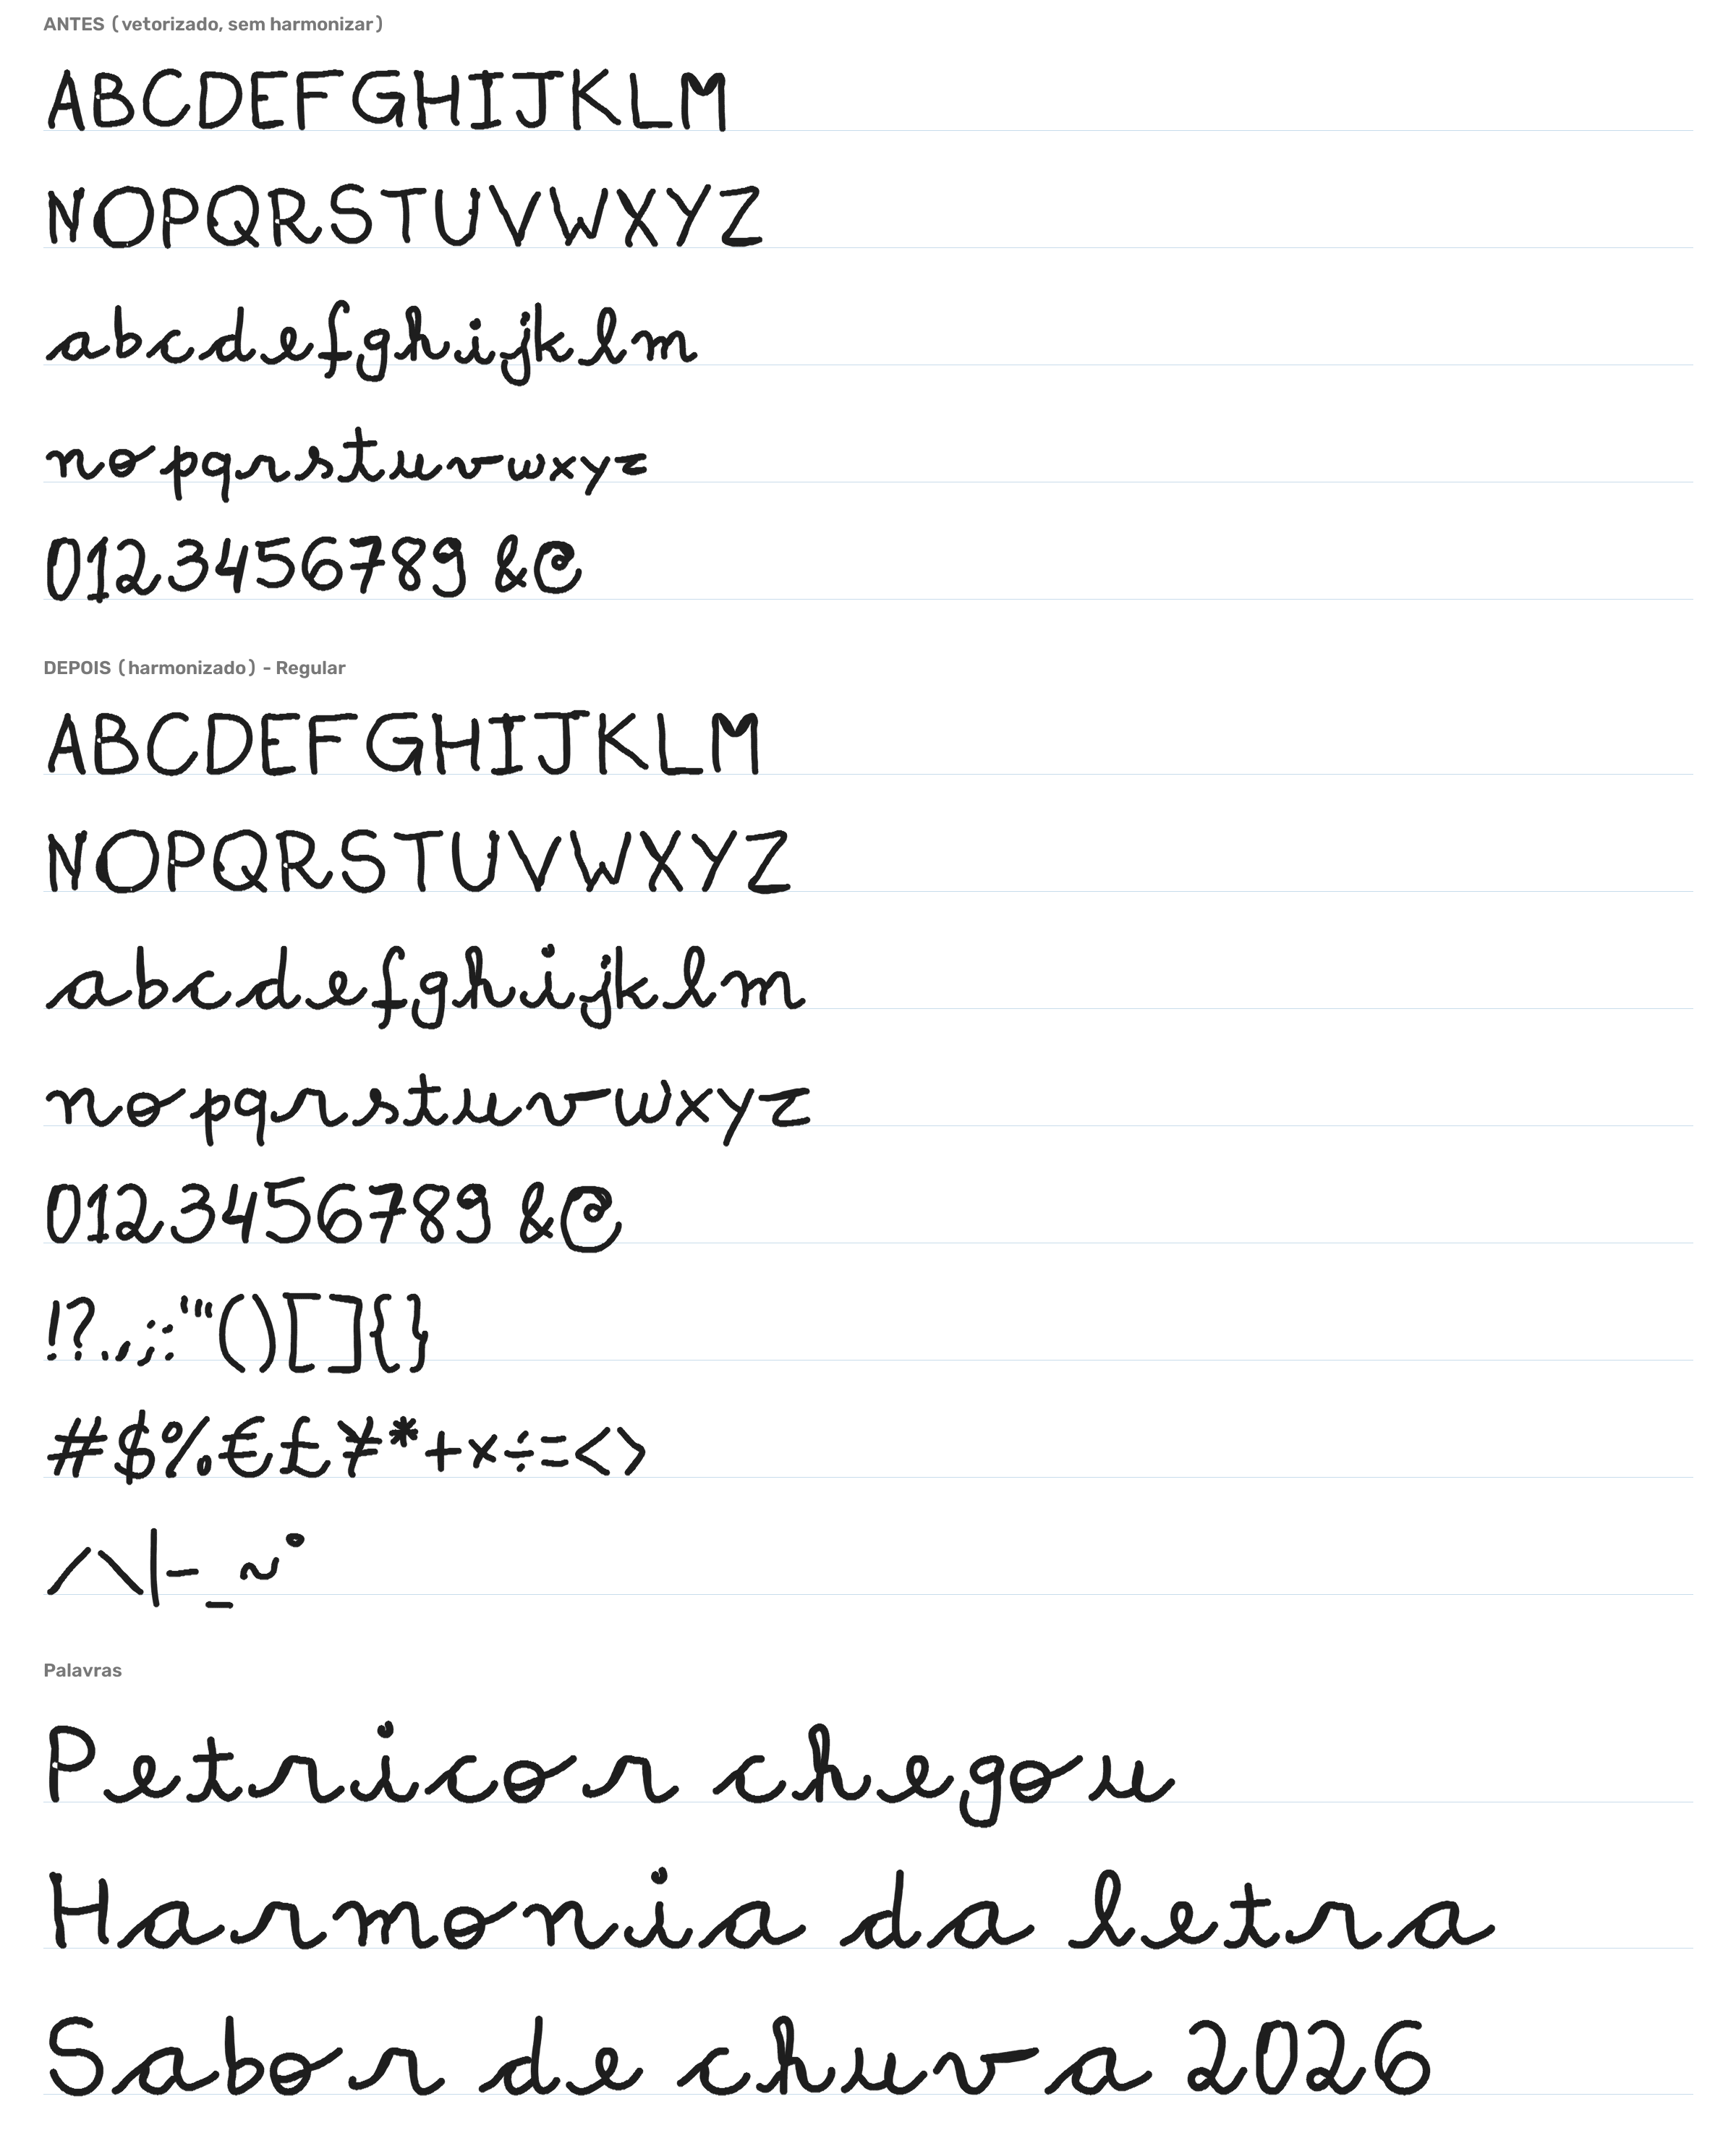 ANTES (vetorizado, sem harmonizar)
ABCDEFGHIJKLM
NOPQRSTUVWXYZ
abcdefghijklm
nopqrstuvwxyz
0123456789 &@
DEPOIS (harmonizado) - Regular
ABCDEFGHIJKLM
NOPQRSTUVWXYZ
abcdefghijklm
nopqrstuvwxyz
0123456789 &@
!?.,;:"'()[]{}
#$%€£¥*+×÷=<>
/\|-_~°
Palavras
Petricor chegou
Harmonia da letra
Sabor de chuva 2026